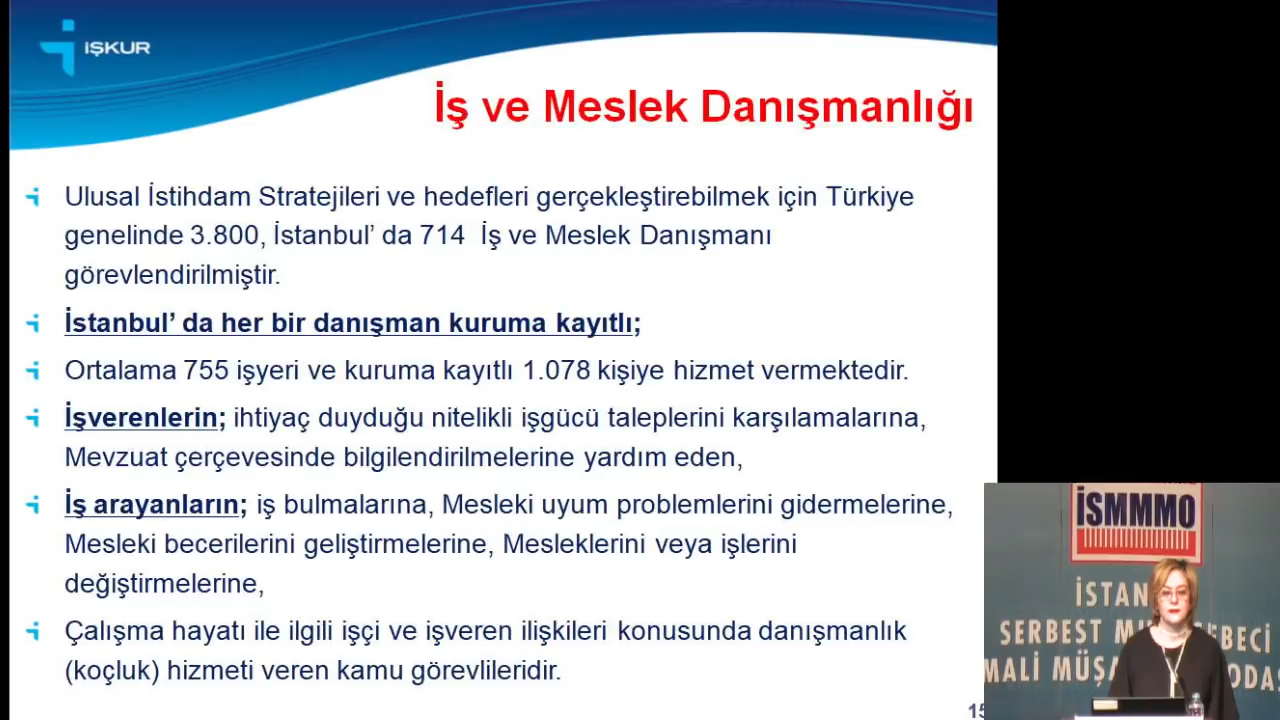 İŞKUR
İş ve Meslek Danışmanlığı
Ulusal İstihdam Stratejileri ve hedefleri gerçekleştirebilmek için Türkiye
genelinde 3.800, İstanbul’ da 714 İş ve Meslek Danışmanı
görevlendirilmiştir.
İstanbul’ da her bir danışman kuruma kayıtlı;
Ortalama 755 işyeri ve kuruma kayıtlı 1.078 kişiye hizmet vermektedir.
İşverenlerin; ihtiyaç duyduğu nitelikli işgücü taleplerini karşılamalarına,
Mevzuat çerçevesinde bilgilendirilmelerine yardım eden,
İş arayanların; iş bulmalarına, Mesleki uyum problemlerini gidermelerine,
Mesleki becerilerini geliştirmelerine, Mesleklerini veya işlerini
değiştirmelerine,
Çalışma hayatı ile ilgili işçi ve işveren ilişkileri konusunda danışmanlık
(koçluk) hizmeti veren kamu görevlileridir.
İSMMMO
SERBEST
MALİ